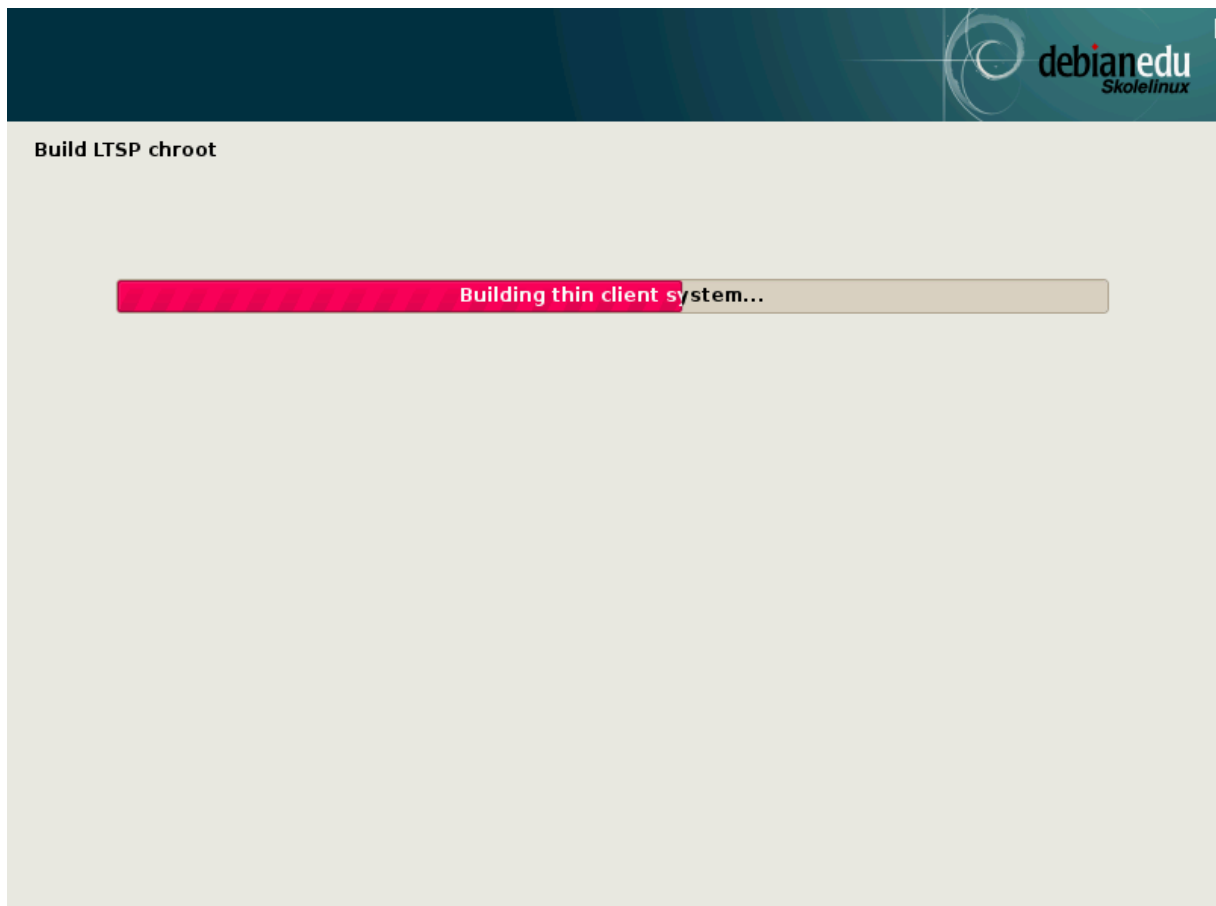 debianedu
Skolelinux
Build LTSP chroot
Building thin client system...